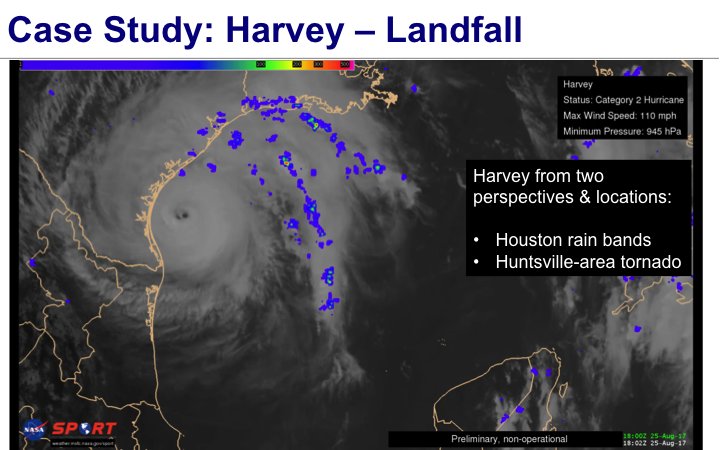 Case Study: Harvey – Landfall
Harvey
Status: Category 2 Hurricane
Max Wind Speed: 110 mph
Minimum Pressure: 945 hPa
Harvey from two
perspectives & locations:
• Houston rain bands
• Huntsville-area tornado
NASA
SPORT
weather.msfc.nasa.gov/sport
Preliminary, non-operational
18:00Z 25-Aug-17
18:02Z 25-Aug-17